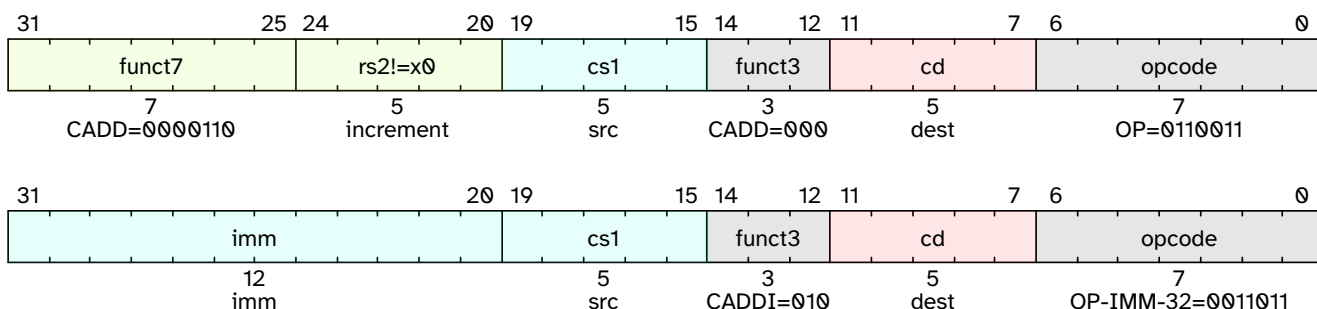 31 25 24 20 19 15 14 12 11 7 6 0
funct7 rs2!=x0 cs1 funct3 cd opcode
7 5 5 3 5 7
CADD=0000110 increment src CADD=000 dest OP=0110011
31 20 19 15 14 12 11 7 6 0
imm cs1 funct3 cd opcode
12 5 3 5 7
imm src CADDI=010 dest OP-IMM-32=0011011